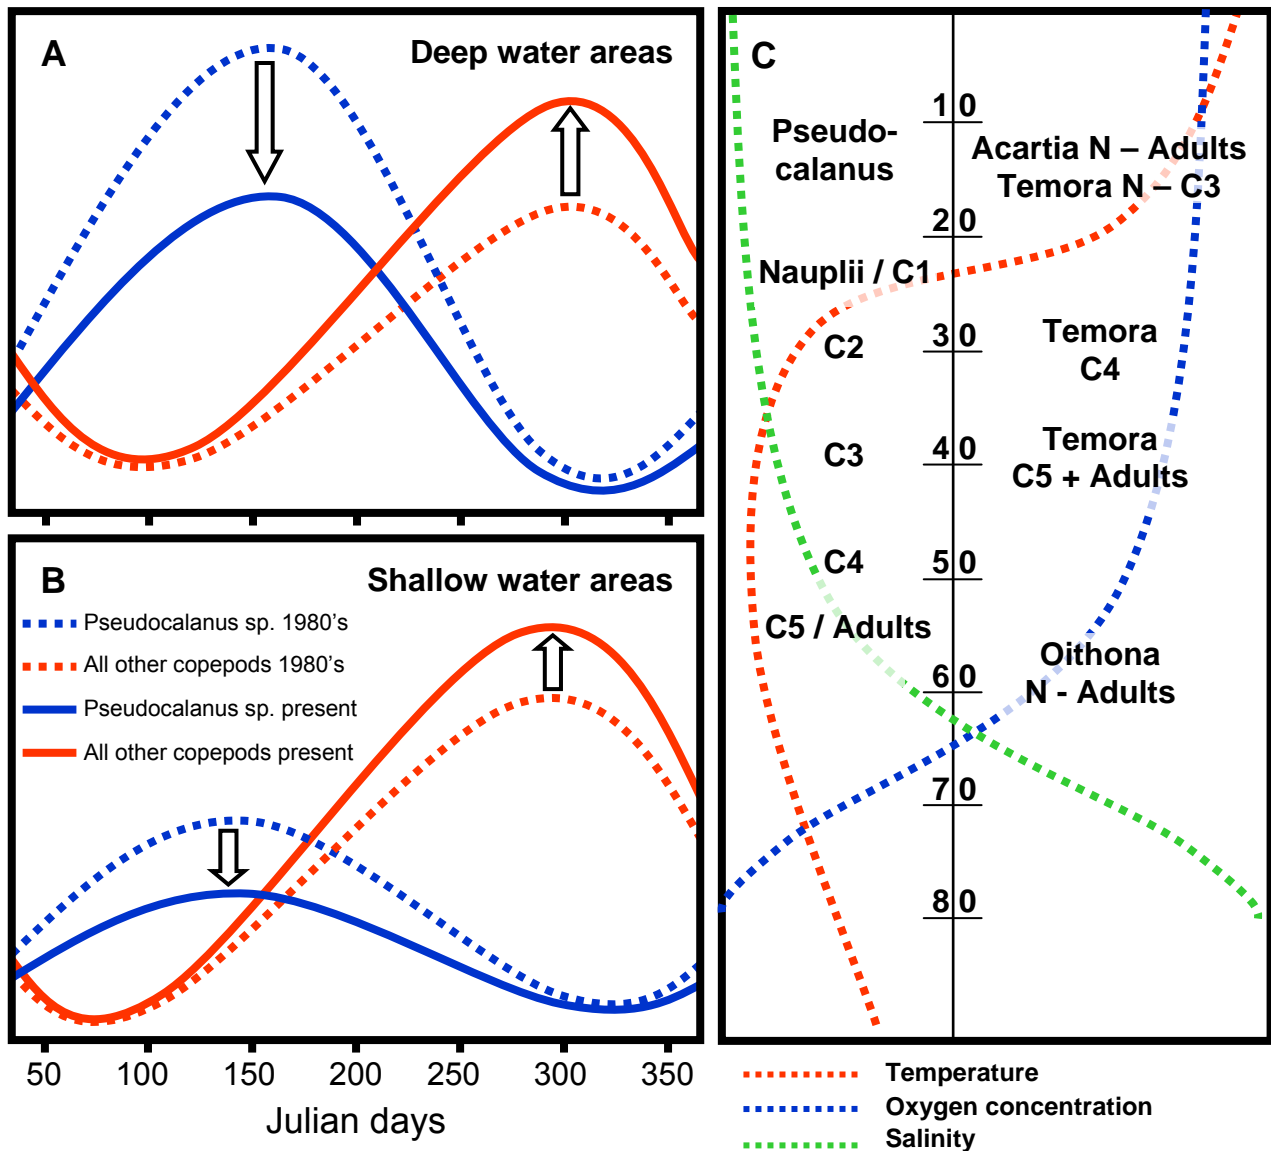 A
Deep water areas
B
Shallow water areas
Pseudocalanus sp. 1980's
All other copepods 1980's
Pseudocalanus sp. present
All other copepods present
50 100 150 200 250 300 350
Julian days
C
Pseudo-
calanus
Nauplii / C1
C2
C3
C4
C5 / Adults
10
20
30
40
50
60
70
80
Acartia N – Adults
Temora N – C3
Temora
C4
Temora
C5 + Adults
Oithona
N - Adults
Temperature
Oxygen concentration
Salinity